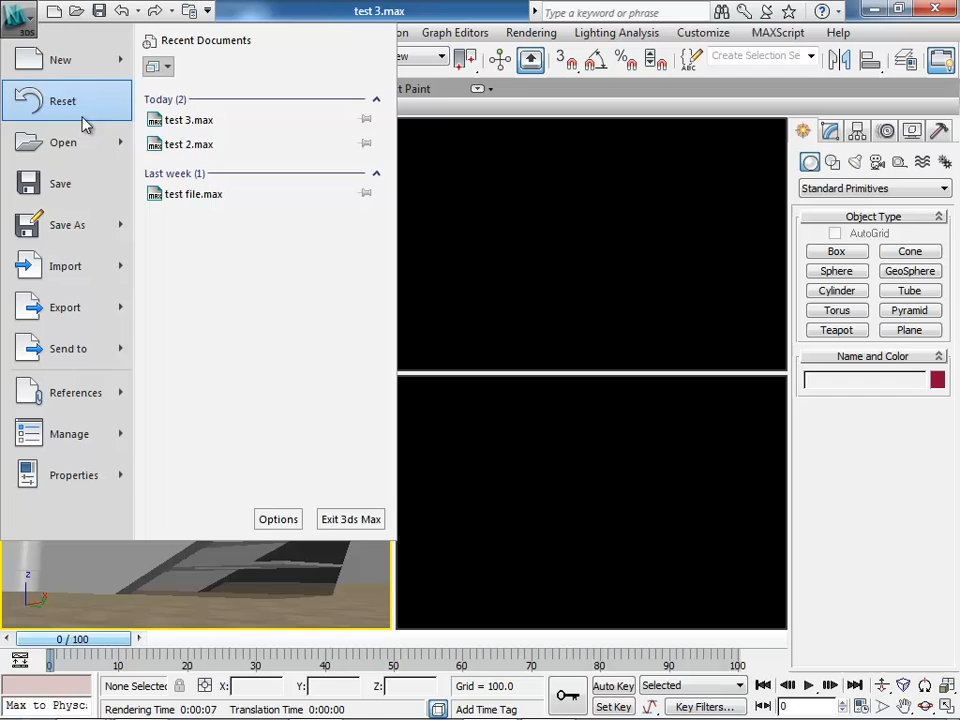 test 3.max
Type a keyword or phrase
3DS
Graph Editors
Rendering
Lighting Analysis
Customize
MAXScript
Help
3
Create Selection Se
Paint
New
Reset
Open
Save
Save As
Import
Export
Send to
References
Manage
Properties
Recent Documents
Today (2)
test 3.max
test 2.max
Last week (1)
test file.max
Options
Exit 3ds Max
Standard Primitives
Object Type
AutoGrid
Box
Cone
Sphere
GeoSphere
Cylinder
Tube
Torus
Pyramid
Teapot
Plane
Name and Color
z
x
0 / 100
0 10 20 30 40 50 60 70 80 90 100
None Selected
X:
Y:
Z:
Grid = 100.0
Auto Key
Selected
Max to Physc
Rendering Time 0:00:07
Translation Time 0:00:00
Add Time Tag
Set Key
Key Filters...
0